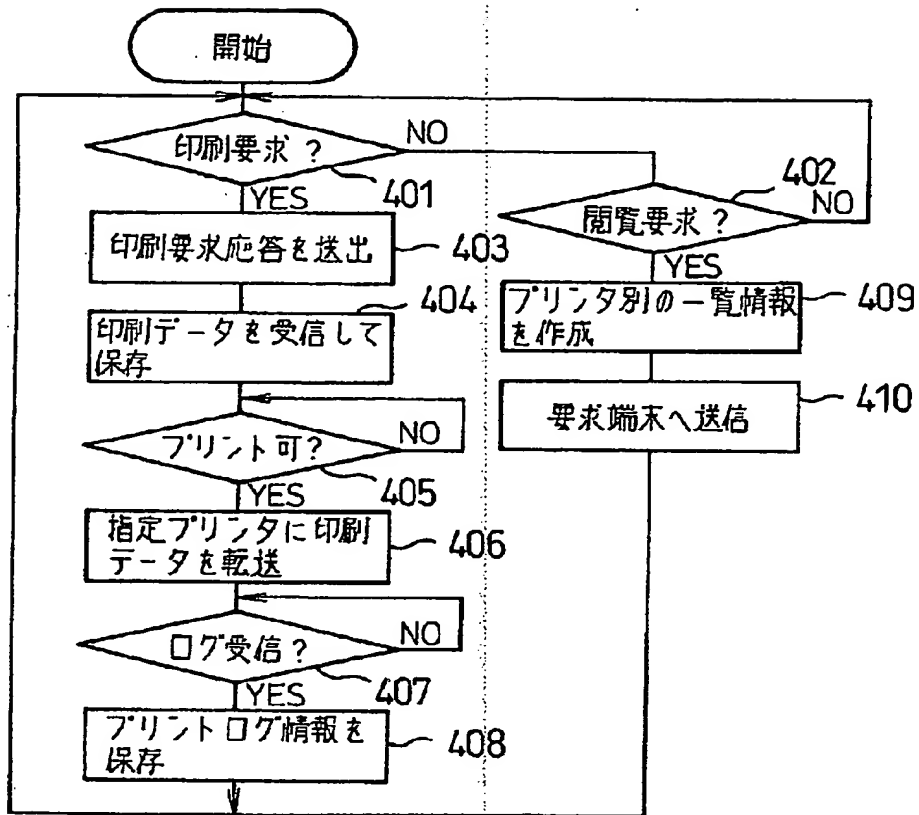 開始
印刷要求?
NO
401
YES
402
閲覧要求?
NO
YES
印刷要求応答を送出
403
404
印刷データを受信して
保存
プリンタ別の一覧情報
を作成
409
要求端末へ送信
410
プリント可?
NO
405
YES
指定プリンタに印刷
データを転送
406
ログ受信?
NO
407
YES
プリントログ情報を
保存
408